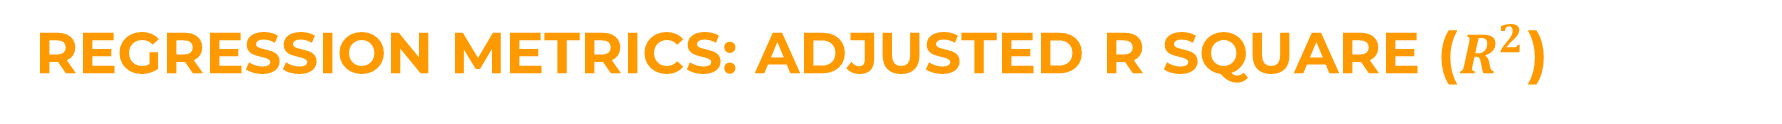 REGRESSION METRICS: ADJUSTED R SQUARE (R²)